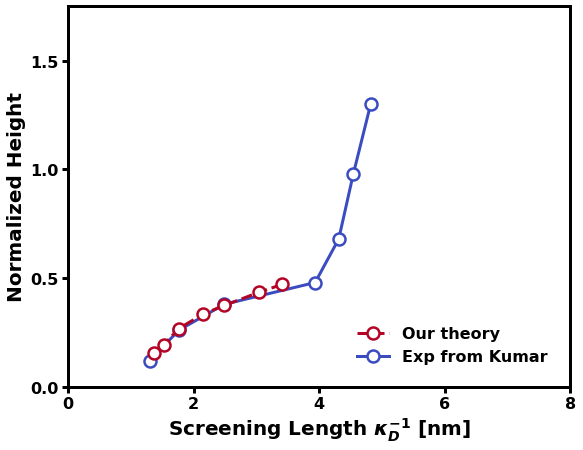 1.5
1.0
0.5
0.0
0
2
4
6
8
Normalized Height
Screening Length κ_D^{-1} [nm]
Our theory
Exp from Kumar